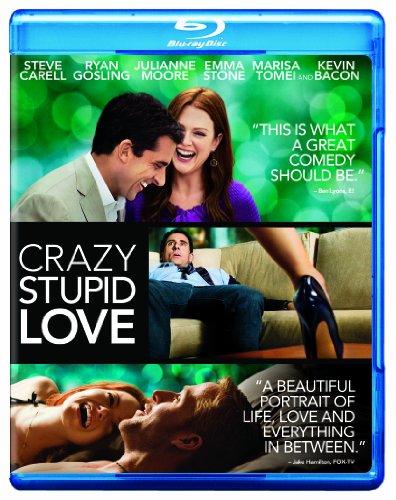 Blu-ray Disc
STEVE CARELL RYAN GOSLING JULIANNE MOORE EMMA STONE MARISA TOMEI AND KEVIN BACON
"THIS IS WHAT
A GREAT
COMEDY
SHOULD BE."
– Ben Lyons, E!
CRAZY
STUPID
LOVE
"A BEAUTIFUL
PORTRAIT OF
LIFE, LOVE AND
EVERYTHING
IN BETWEEN."
– Jake Hamilton, FOX-TV